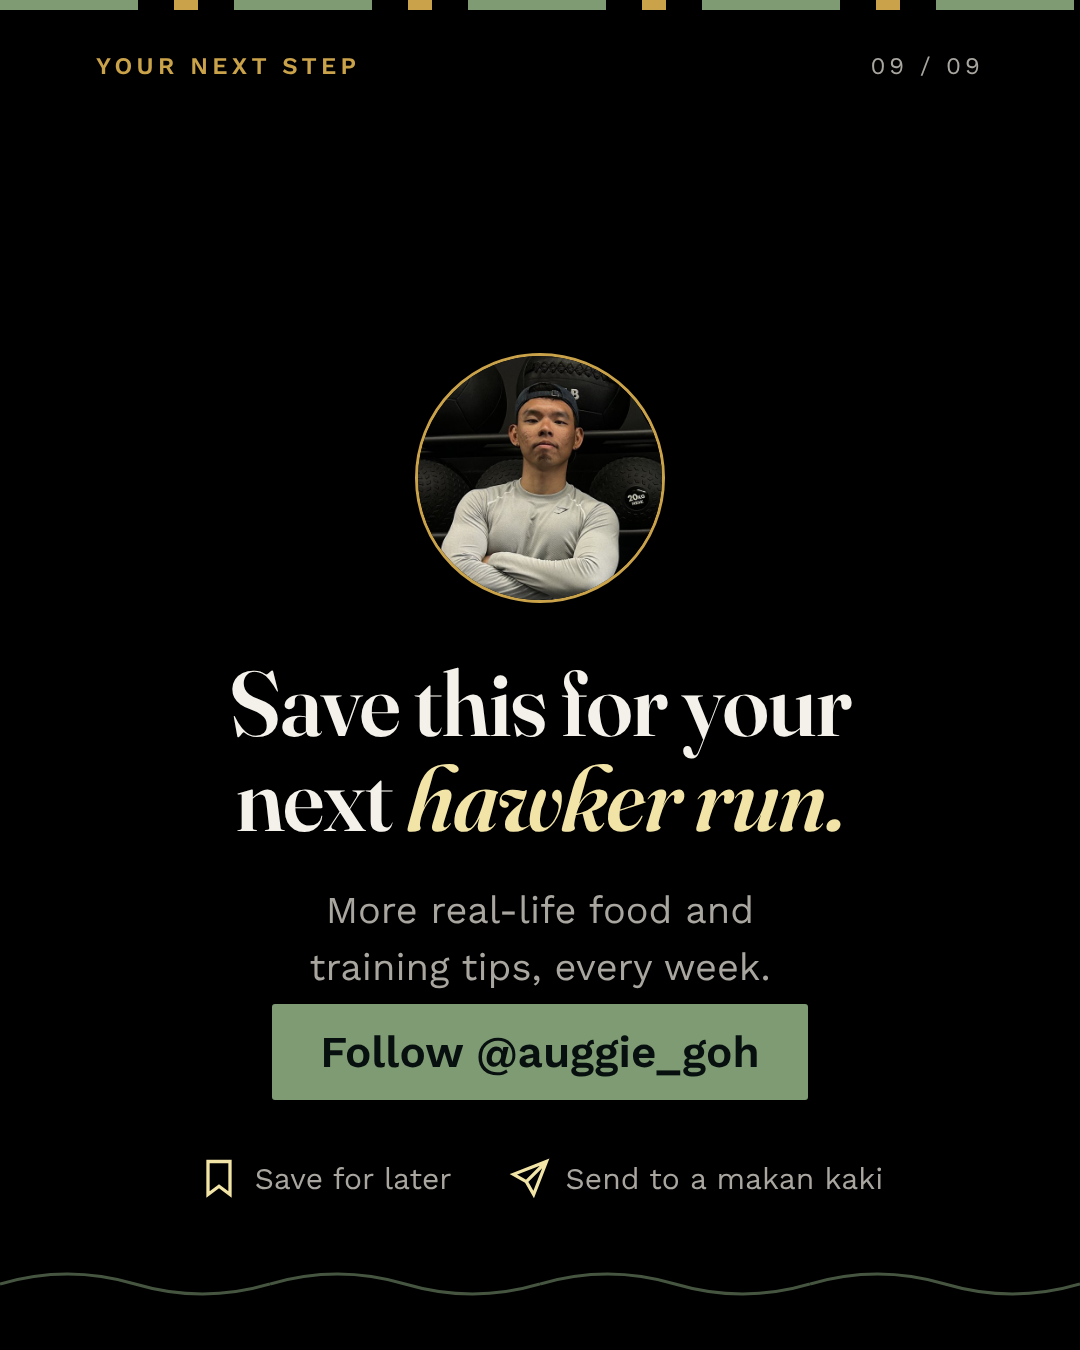 YOUR NEXT STEP
09 / 09
20KG
Save this for your
next hawker run.
More real-life food and
training tips, every week.
Follow @auggie_goh
Save for later
Send to a makan kaki